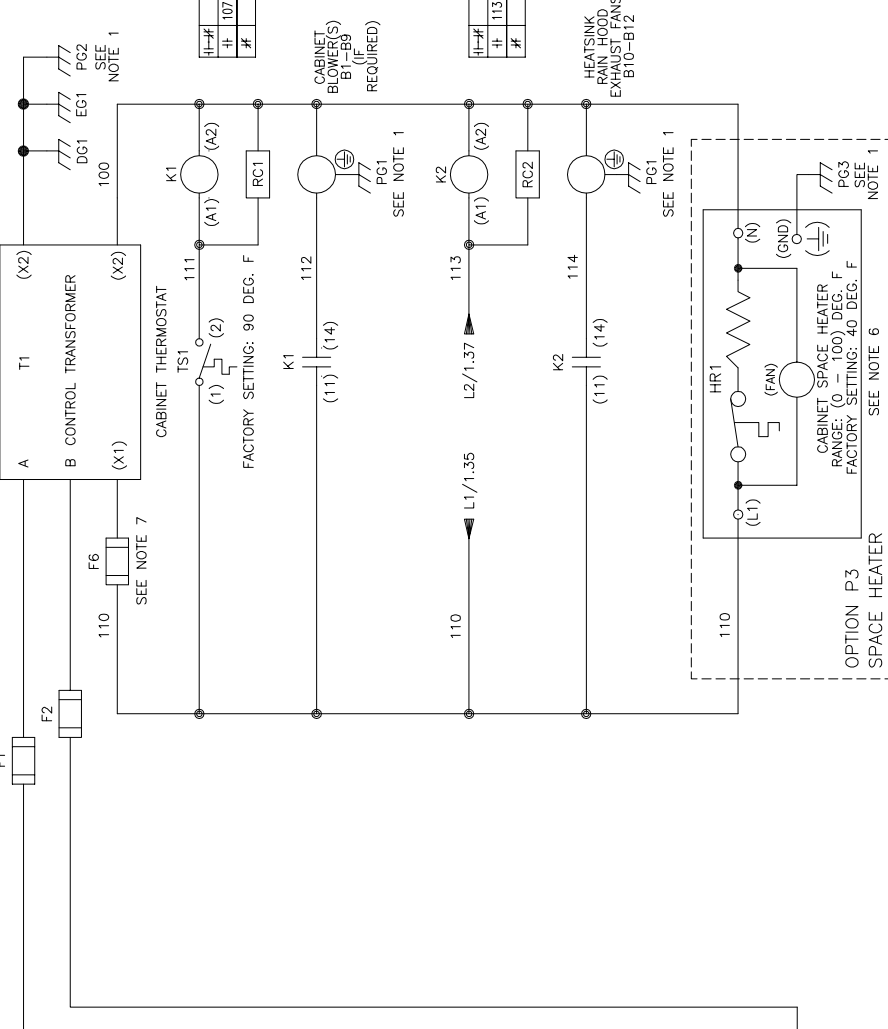 PG2
SEE
NOTE 1
EG1
DG1
100
(X2)
T1
A
(X2)
CONTROL TRANSFORMER
B
(X1)
F6
SEE NOTE 7
110
F2
107
K1
(A2)
(A1)
RC1
111
CABINET THERMOSTAT
TS1
(2)
(1)
FACTORY SETTING: 90 DEG. F
CABINET
BLOWER(S)
B1-B9
(IF
REQUIRED)
PG1
SEE NOTE 1
112
K1
(14)
(11)
113
K2
(A2)
(A1)
RC2
113
L2/1.37
L1/1.35
110
HEATSINK
RAIN HOOD
EXHAUST FANS
B10-B12
PG1
SEE NOTE 1
114
K2
(14)
(11)
PG3
SEE
NOTE 1
(N)
(GND)
HR1
(FAN)
(L1)
CABINET SPACE HEATER
RANGE: (0 - 100) DEG. F
FACTORY SETTING: 40 DEG. F
SEE NOTE 6
110
OPTION P3
SPACE HEATER